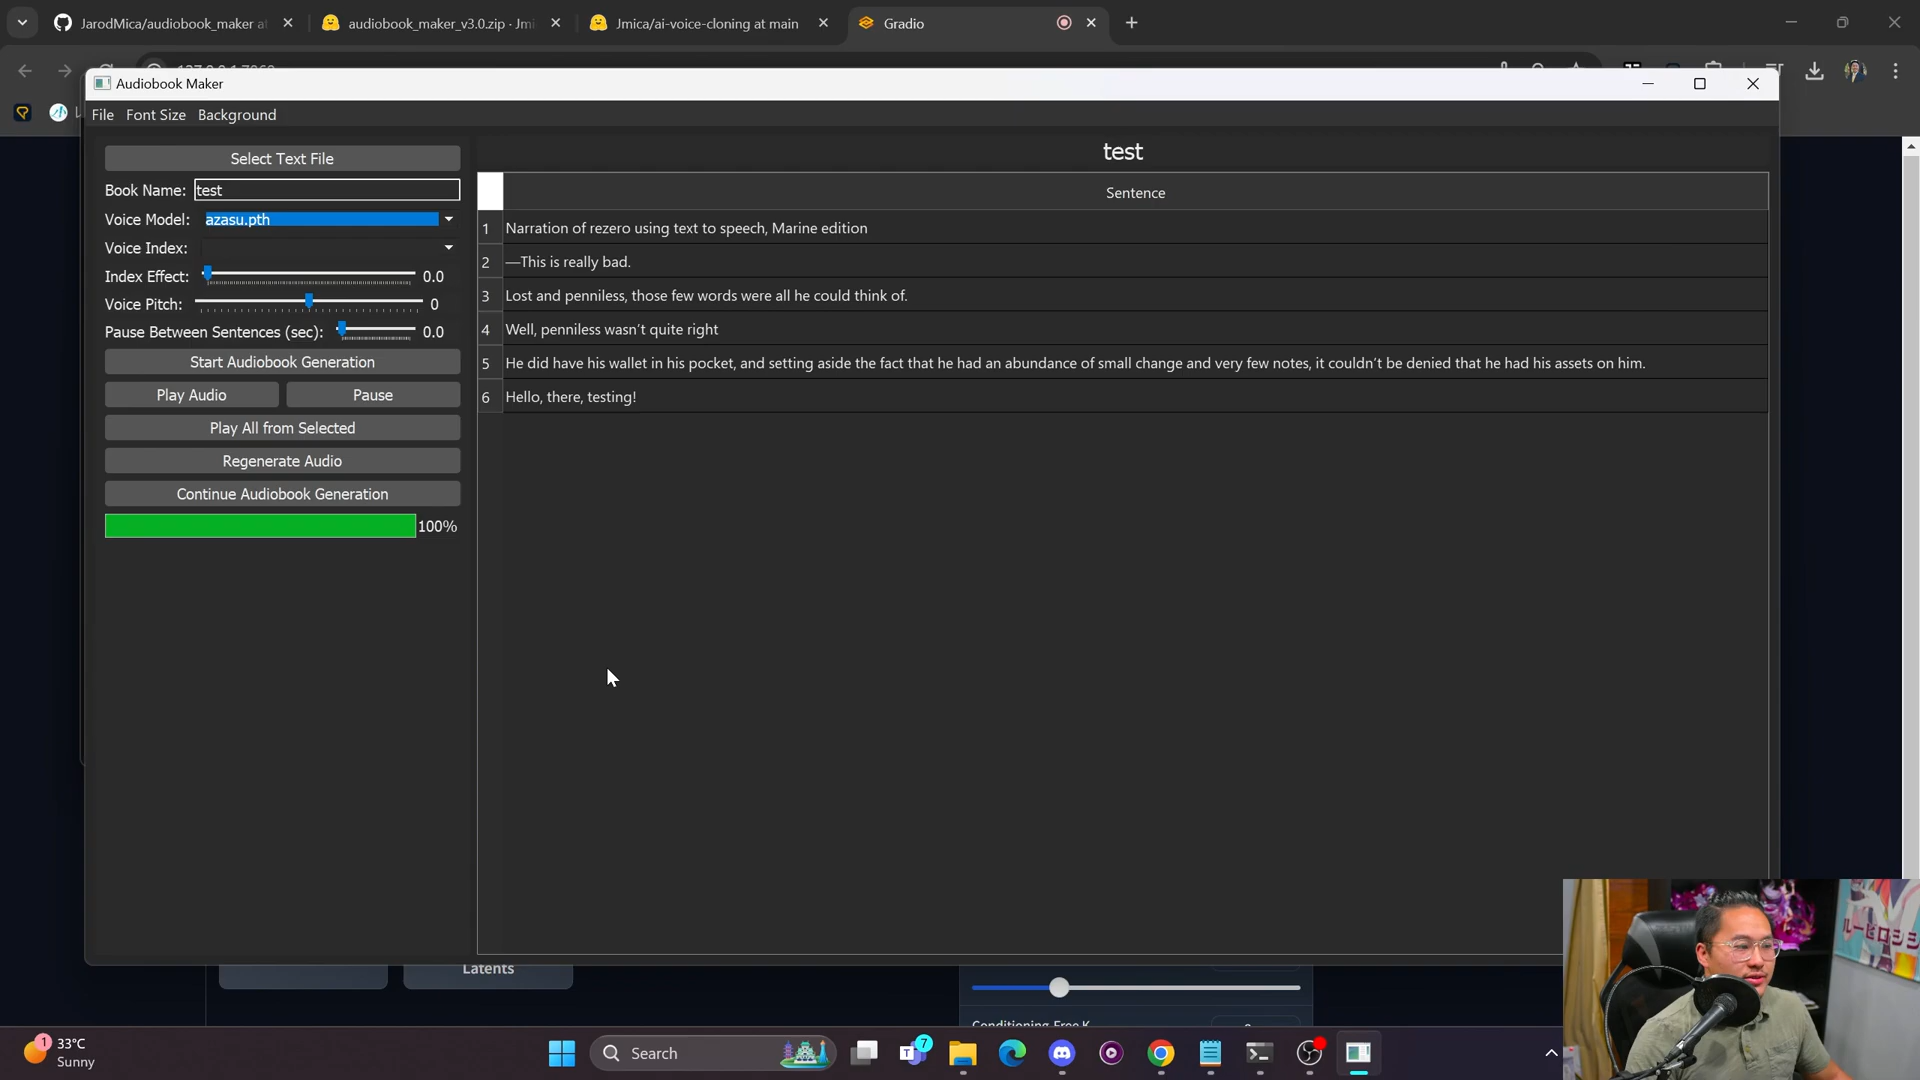 JarodMica/audiobook_maker at
audiobook_maker_v3.0.zip · Jmi
Jmica/ai-voice-cloning at main
Gradio
Audiobook Maker
File Font Size Background
Select Text File
Book Name: test
Voice Model: azasu.pth
Voice Index:
Index Effect: 0.0
Voice Pitch: 0
Pause Between Sentences (sec): 0.0
Start Audiobook Generation
Play Audio Pause
Play All from Selected
Regenerate Audio
Continue Audiobook Generation
100%
test
Sentence
1 Narration of rezero using text to speech, Marine edition
2 —This is really bad.
3 Lost and penniless, those few words were all he could think of.
4 Well, penniless wasn’t quite right
5 He did have his wallet in his pocket, and setting aside the fact that he had an abundance of small change and very few notes, it couldn’t be denied that he had his assets on him.
6 Hello, there, testing!
Latents
1
33°C
Sunny
Search
7